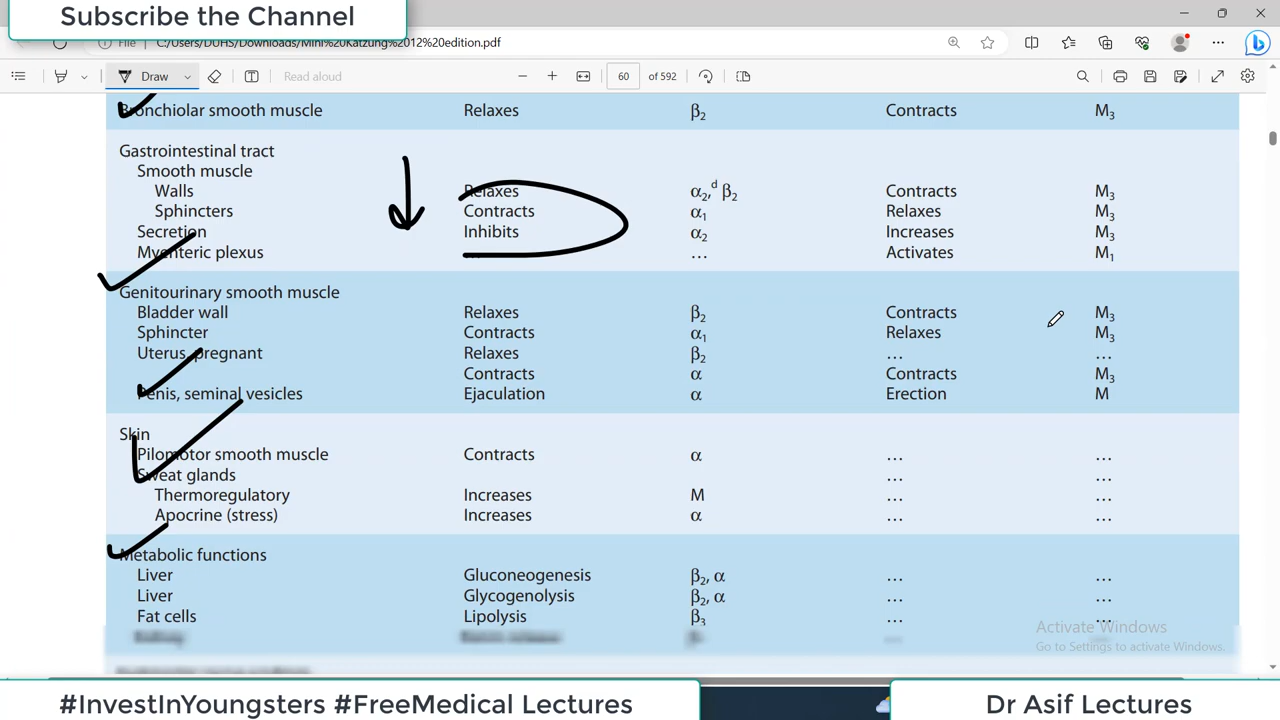 Subscribe the Channel
File C:/Users/DUHS/Downloads/Mini%20Katzung%2012%20edition.pdf
Draw Read aloud 60 of 592
Bronchiolar smooth muscle Relaxes β2 Contracts M3
Gastrointestinal tract
Smooth muscle
Walls Relaxes α2,d β2 Contracts M3
Sphincters Contracts α1 Relaxes M3
Secretion Inhibits α2 Increases M3
Myenteric plexus … … Activates M1
Genitourinary smooth muscle
Bladder wall Relaxes β2 Contracts M3
Sphincter Contracts α1 Relaxes M3
Uterus, pregnant Relaxes β2 … …
Contracts α Contracts M3
Penis, seminal vesicles Ejaculation α Erection M
Skin
Pilomotor smooth muscle Contracts α … …
Sweat glands … …
Thermoregulatory Increases M … …
Apocrine (stress) Increases α … …
Metabolic functions
Liver Gluconeogenesis β2, α … …
Liver Glycogenolysis β2, α … …
Fat cells Lipolysis β3 … …
Activate Windows
Go to Settings to activate Windows.
#InvestInYoungsters #FreeMedical Lectures
Dr Asif Lectures